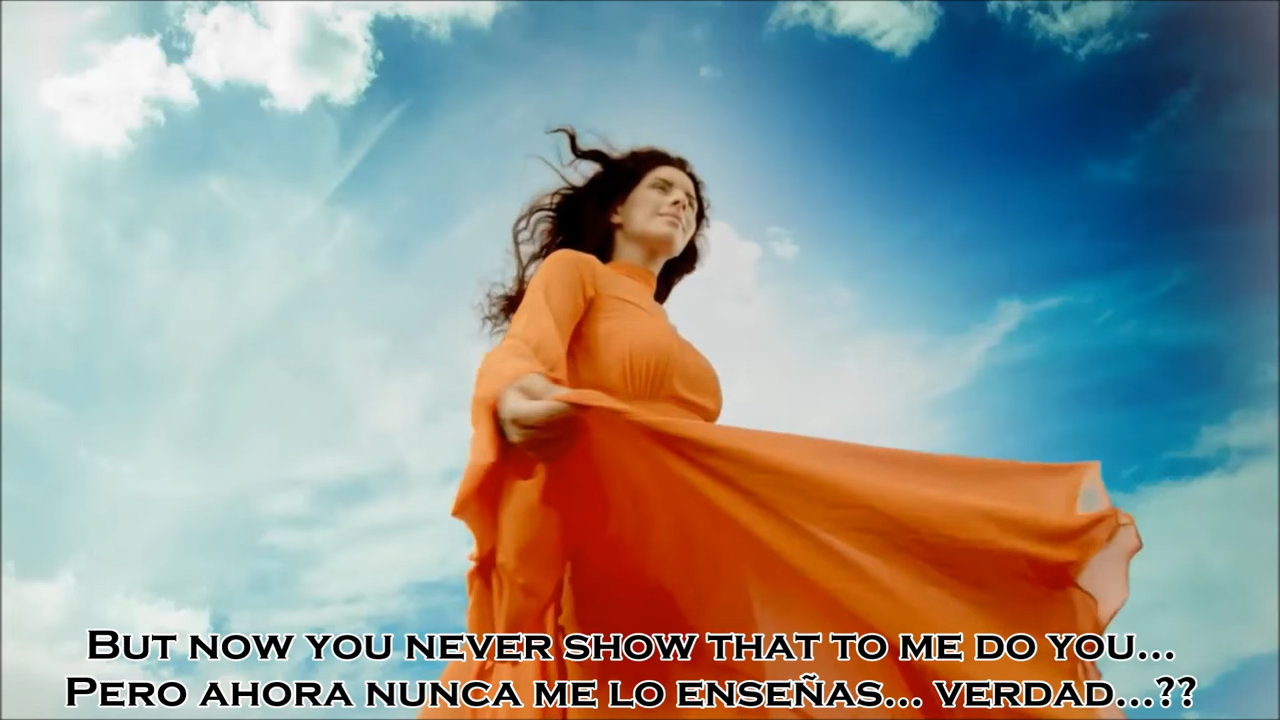 But now you never show that to me do you...
Pero ahora nunca me lo enseñas... verdad...??